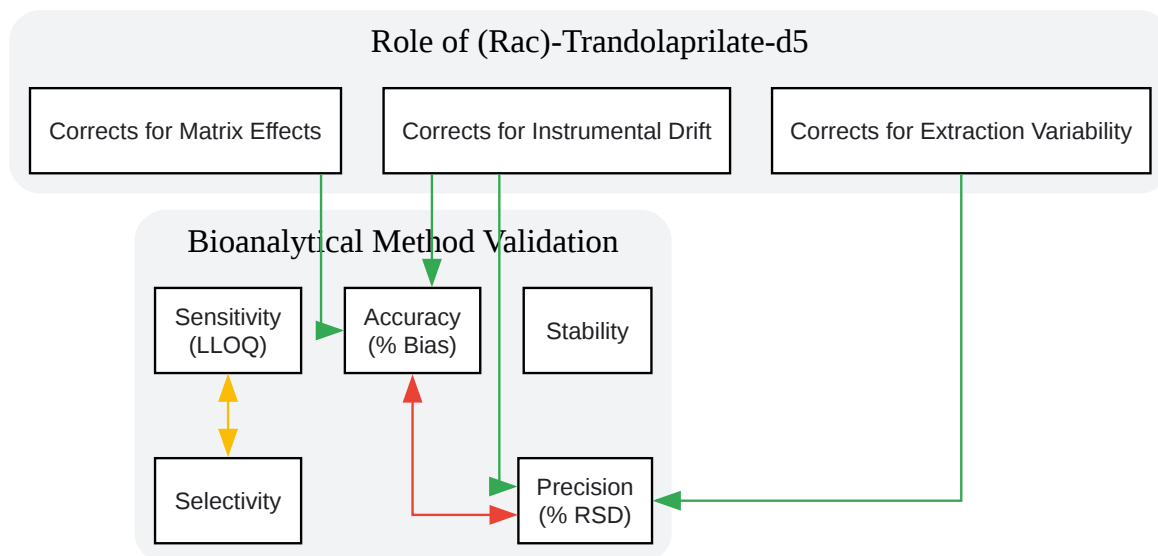 Role of (Rac)-Trandolaprilate-d5
Corrects for Matrix Effects
Corrects for Instrumental Drift
Corrects for Extraction Variability
Bioanalytical Method Validation
Sensitivity
(LLOQ)
Accuracy
(% Bias)
Stability
Selectivity
Precision
(% RSD)